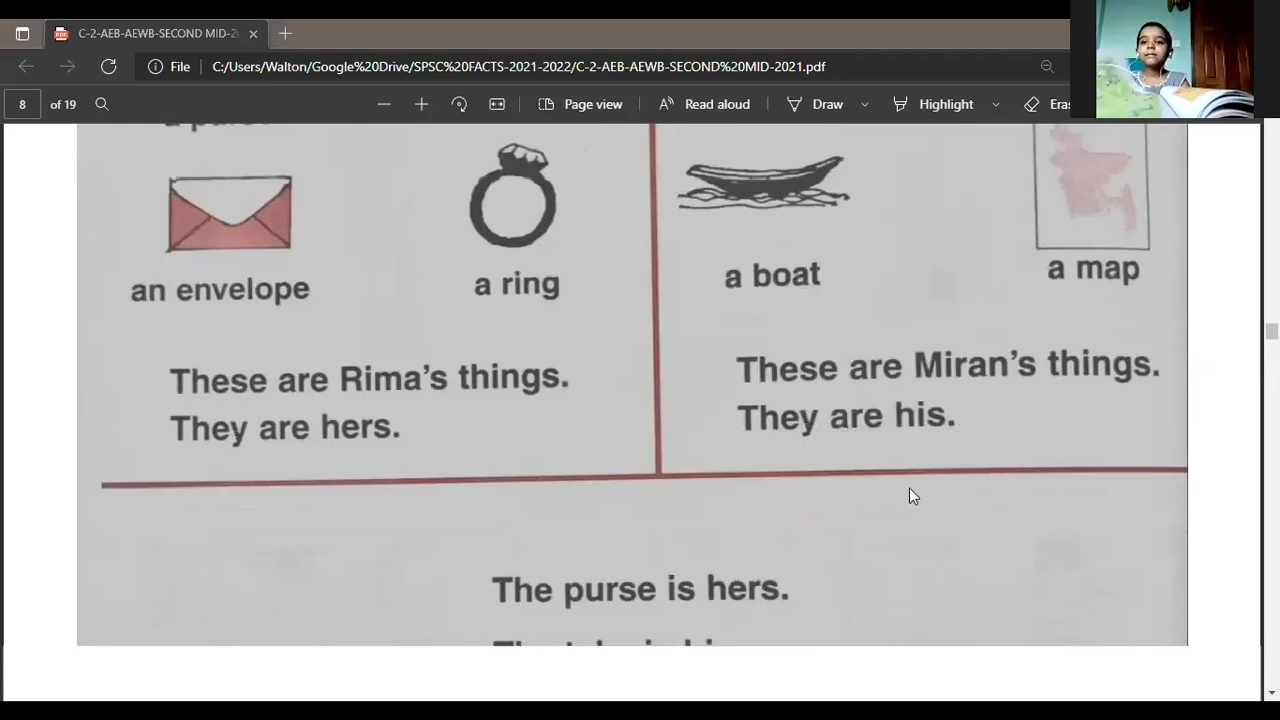 C-2-AEB-AEWB-SECOND MID-2
File C:/Users/Walton/Google%20Drive/SPSC%20FACTS-2021-2022/C-2-AEB-AEWB-SECOND%20MID-2021.pdf
8 of 19 Page view Read aloud Draw Highlight Eras
an envelope a ring a boat a map
These are Rima's things.
They are hers.
These are Miran's things.
They are his.
The purse is hers.